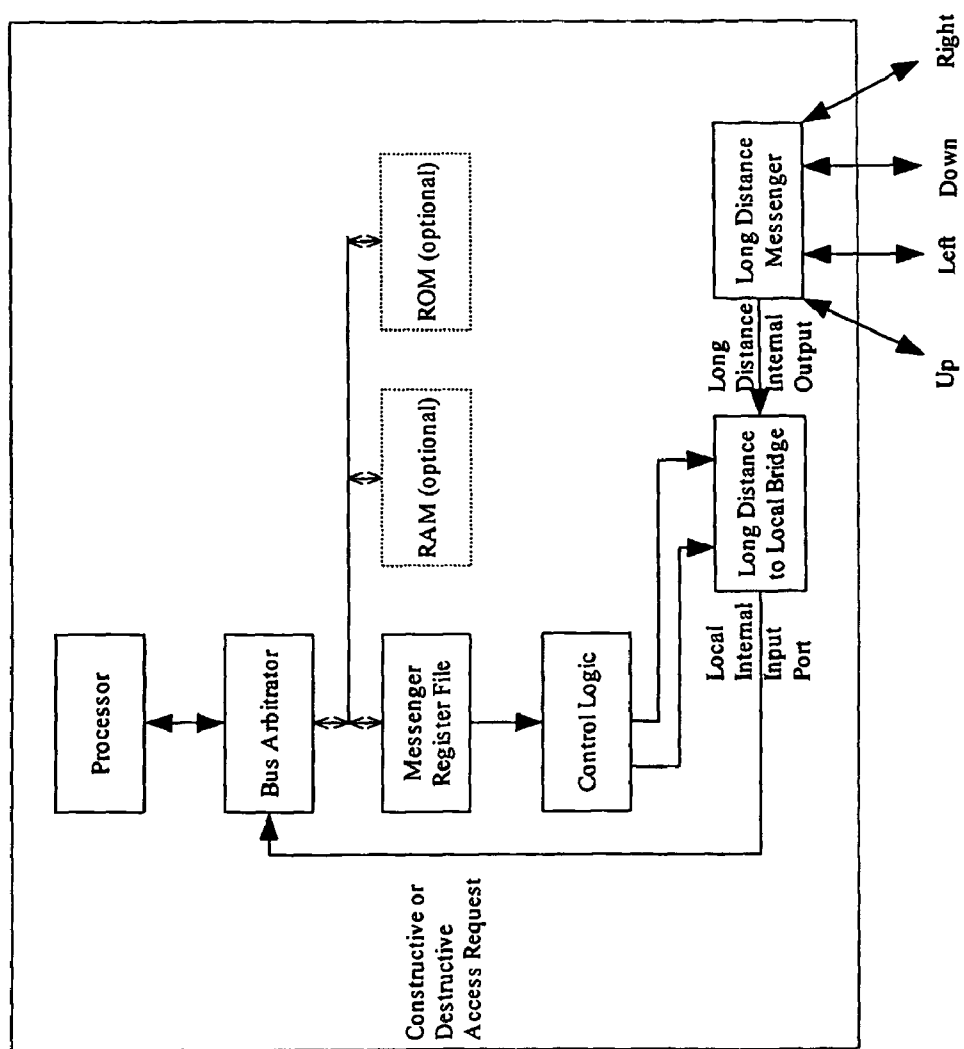 Processor
Bus Arbitrator
Messenger
Register File
RAM (optional)
ROM (optional)
Control Logic
Constructive or
Destructive
Access Request
Local
Internal
Input
Port
Long Distance
to Local Bridge
Long
Distance
Internal
Output
Long Distance
Messenger
Up
Left
Down
Right